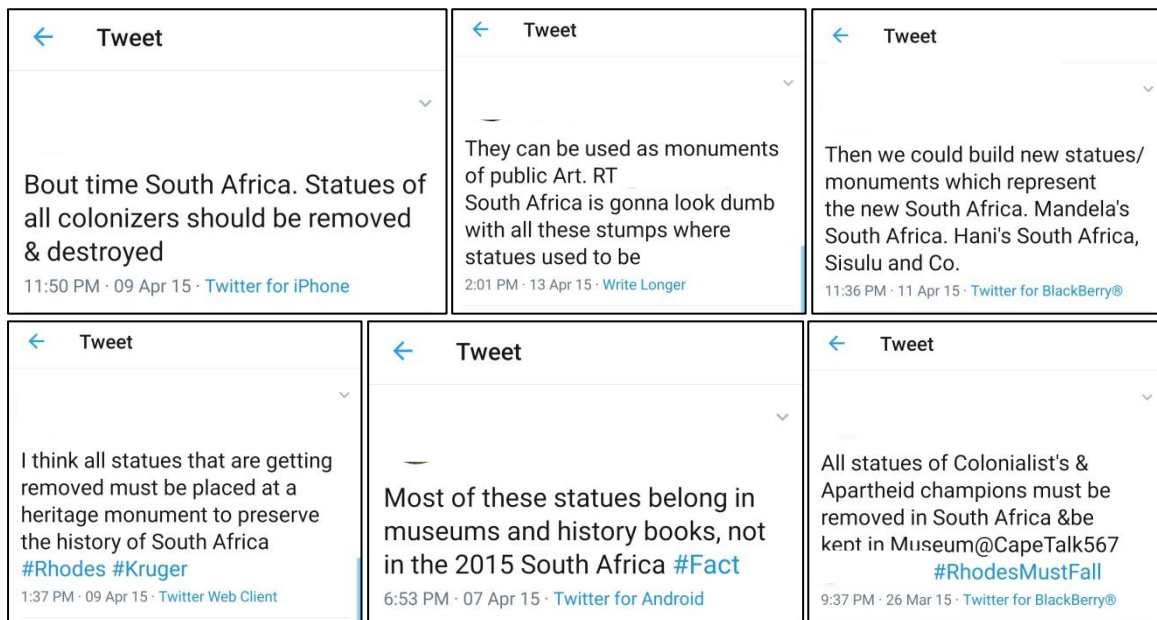 Tweet
Bout time South Africa. Statues of
all colonizers should be removed
& destroyed
11:50 PM · 09 Apr 15 · Twitter for iPhone
Tweet
They can be used as monuments
of public Art. RT
South Africa is gonna look dumb
with all these stumps where
statues used to be
2:01 PM · 13 Apr 15 · Write Longer
Tweet
Then we could build new statues/
monuments which represent
the new South Africa. Mandela's
South Africa. Hani's South Africa,
Sisulu and Co.
11:36 PM · 11 Apr 15 · Twitter for BlackBerry®
Tweet
I think all statues that are getting
removed must be placed at a
heritage monument to preserve
the history of South Africa
#Rhodes #Kruger
1:37 PM · 09 Apr 15 · Twitter Web Client
Tweet
Most of these statues belong in
museums and history books, not
in the 2015 South Africa #Fact
6:53 PM · 07 Apr 15 · Twitter for Android
Tweet
All statues of Colonialist's &
Apartheid champions must be
removed in South Africa &be
kept in Museum@CapeTalk567
#RhodesMustFall
9:37 PM · 26 Mar 15 · Twitter for BlackBerry®